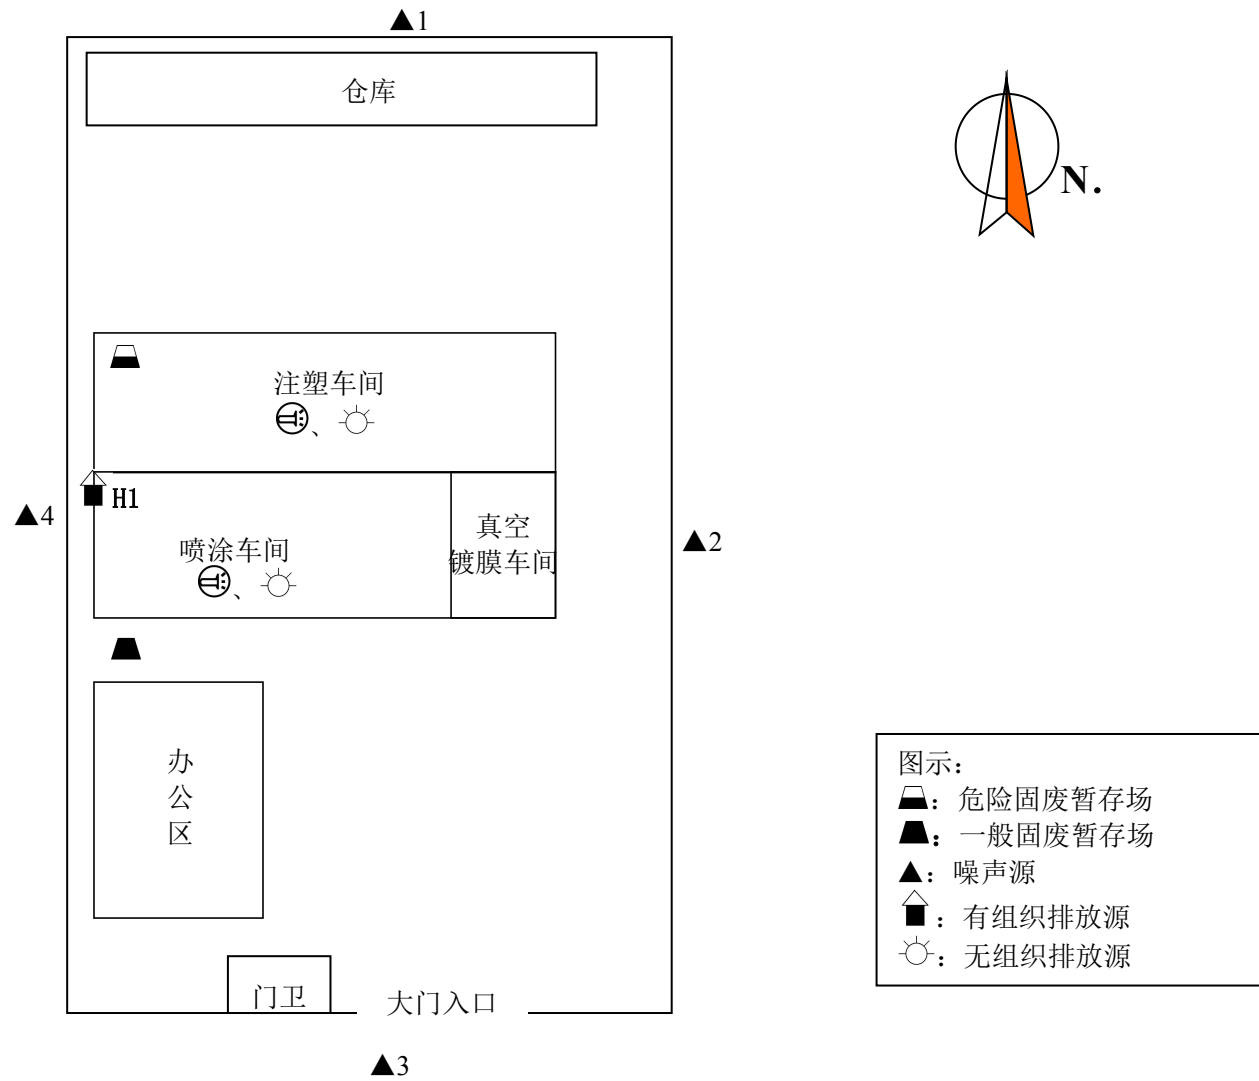 ▲1
仓库
N.
注塑车间
、
H1
▲4
喷涂车间
、
真空
镀膜车间
▲2
办
公
区
门卫
大门入口
▲3
图示：
：危险固废暂存场
：一般固废暂存场
▲：噪声源
：有组织排放源
：无组织排放源